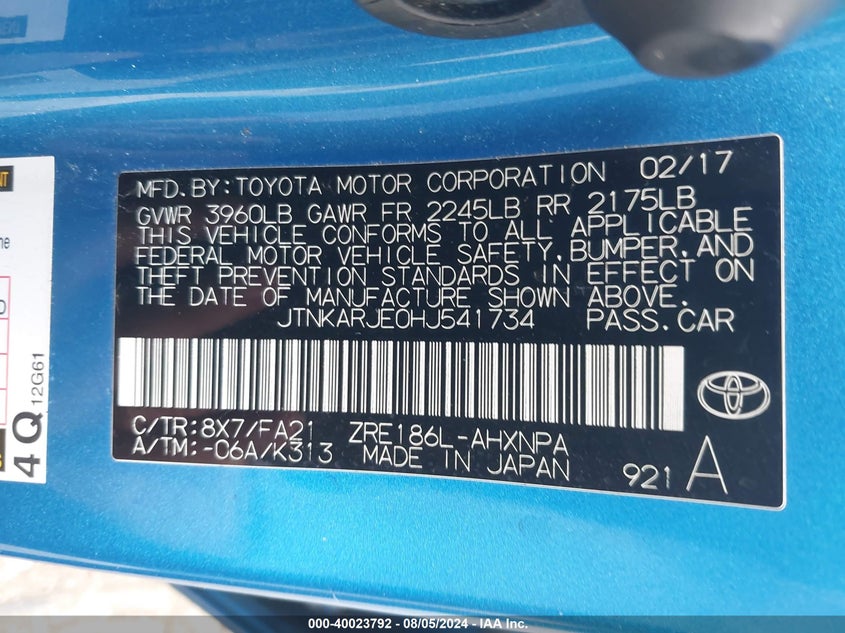 MFD.BY:TOYOTA MOTOR CORPORATION 02/17
GVWR 3960LB GAWR FR 2245LB RR 2175LB
THIS VEHICLE CONFORMS TO ALL APPLICABLE
FEDERAL MOTOR VEHICLE SAFETY,BUMPER,AND
THEFT PREVENTION STANDARDS IN EFFECT ON
THE DATE OF MANUFACTURE SHOWN ABOVE.
JTNKARJE0HJ541734 PASS.CAR
C/TR:8X7/FA21 ZRE186L-AHXNPA
A/TM:-06A/K313 MADE IN JAPAN
921 A
4Q
12G61
000-40023792 - 08/05/2024 - IAA Inc.